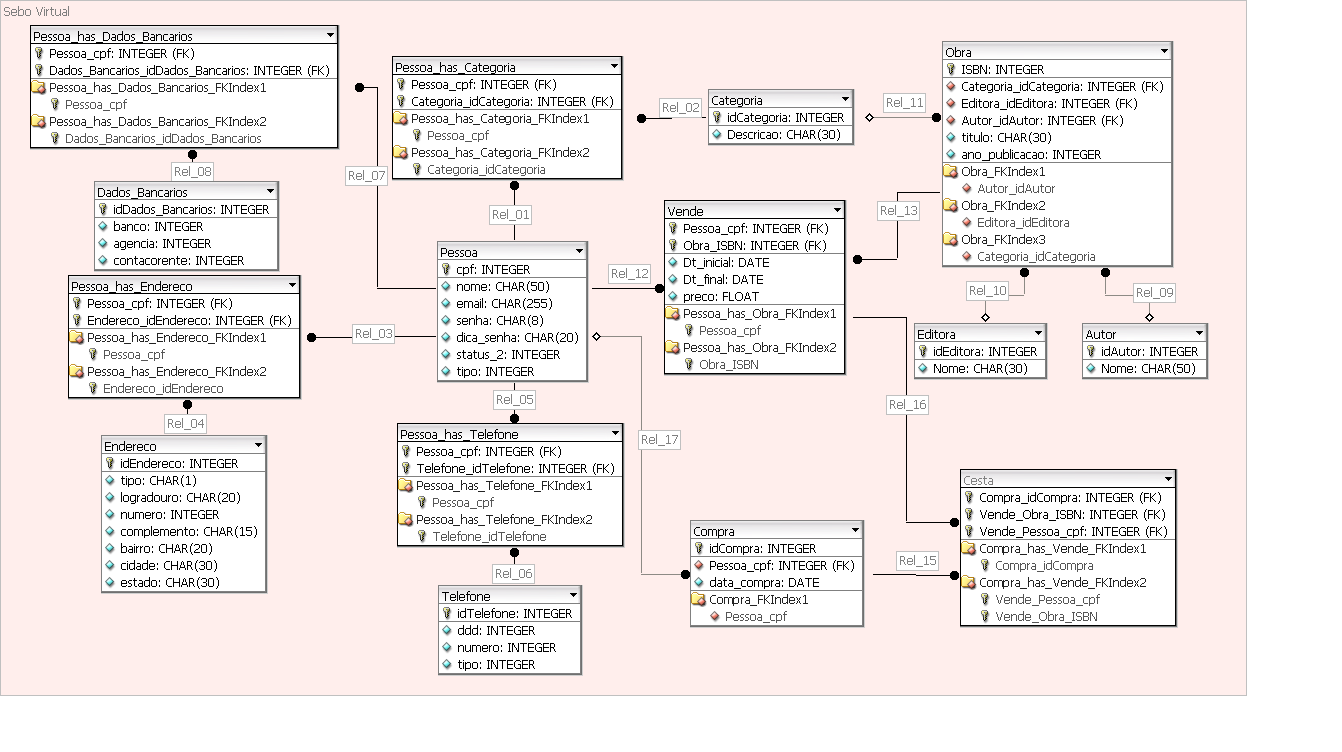 Sebo Virtual
Pessoa_has_Dados_Bancarios
Pessoa_cpf: INTEGER (FK)
Dados_Bancarios_idDados_Bancarios: INTEGER (FK)
Pessoa_has_Dados_Bancarios_FKIndex1
Pessoa_cpf
Pessoa_has_Dados_Bancarios_FKIndex2
Dados_Bancarios_idDados_Bancarios
Rel_08
Dados_Bancarios
idDados_Bancarios: INTEGER
banco: INTEGER
agencia: INTEGER
contacorente: INTEGER
Pessoa_has_Endereco
Pessoa_cpf: INTEGER (FK)
Endereco_idEndereco: INTEGER (FK)
Pessoa_has_Endereco_FKIndex1
Pessoa_cpf
Pessoa_has_Endereco_FKIndex2
Endereco_idEndereco
Rel_04
Endereco
idEndereco: INTEGER
tipo: CHAR(1)
logradouro: CHAR(20)
numero: INTEGER
complemento: CHAR(15)
bairro: CHAR(20)
cidade: CHAR(30)
estado: CHAR(30)
Rel_07
Rel_03
Pessoa_has_Categoria
Pessoa_cpf: INTEGER (FK)
Categoria_idCategoria: INTEGER (FK)
Pessoa_has_Categoria_FKIndex1
Pessoa_cpf
Pessoa_has_Categoria_FKIndex2
Categoria_idCategoria
Rel_01
Pessoa
cpf: INTEGER
nome: CHAR(50)
email: CHAR(255)
senha: CHAR(8)
dica_senha: CHAR(20)
status_2: INTEGER
tipo: INTEGER
Rel_05
Pessoa_has_Telefone
Pessoa_cpf: INTEGER (FK)
Telefone_idTelefone: INTEGER (FK)
Pessoa_has_Telefone_FKIndex1
Pessoa_cpf
Pessoa_has_Telefone_FKIndex2
Telefone_idTelefone
Rel_06
Telefone
idTelefone: INTEGER
ddd: INTEGER
numero: INTEGER
tipo: INTEGER
Rel_02
Categoria
idCategoria: INTEGER
Descricao: CHAR(30)
Rel_11
Rel_12
Vende
Pessoa_cpf: INTEGER (FK)
Obra_ISBN: INTEGER (FK)
Dt_inicial: DATE
Dt_final: DATE
preco: FLOAT
Pessoa_has_Obra_FKIndex1
Pessoa_cpf
Pessoa_has_Obra_FKIndex2
Obra_ISBN
Rel_13
Rel_16
Rel_17
Compra
idCompra: INTEGER
Pessoa_cpf: INTEGER (FK)
data_compra: DATE
Compra_FKIndex1
Pessoa_cpf
Rel_15
Obra
ISBN: INTEGER
Categoria_idCategoria: INTEGER (FK)
Editora_idEditora: INTEGER (FK)
Autor_idAutor: INTEGER (FK)
titulo: CHAR(30)
ano_publicacao: INTEGER
Obra_FKIndex1
Autor_idAutor
Obra_FKIndex2
Editora_idEditora
Obra_FKIndex3
Categoria_idCategoria
Rel_10
Rel_09
Editora
idEditora: INTEGER
Nome: CHAR(30)
Autor
idAutor: INTEGER
Nome: CHAR(50)
Cesta
Compra_idCompra: INTEGER (FK)
Vende_Obra_ISBN: INTEGER (FK)
Vende_Pessoa_cpf: INTEGER (FK)
Compra_has_Vende_FKIndex1
Compra_idCompra
Compra_has_Vende_FKIndex2
Vende_Pessoa_cpf
Vende_Obra_ISBN